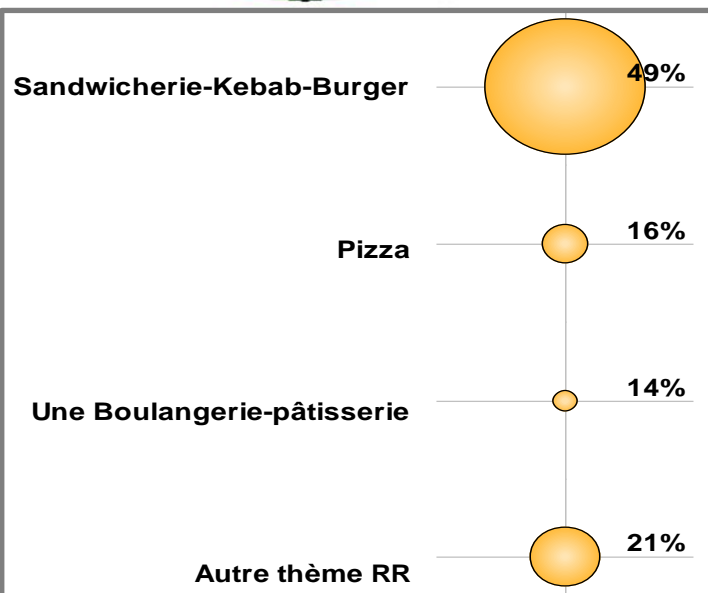 Sandwicherie-Kebab-Burger 49%
Pizza 16%
Une Boulangerie-pâtisserie 14%
Autre thème RR 21%